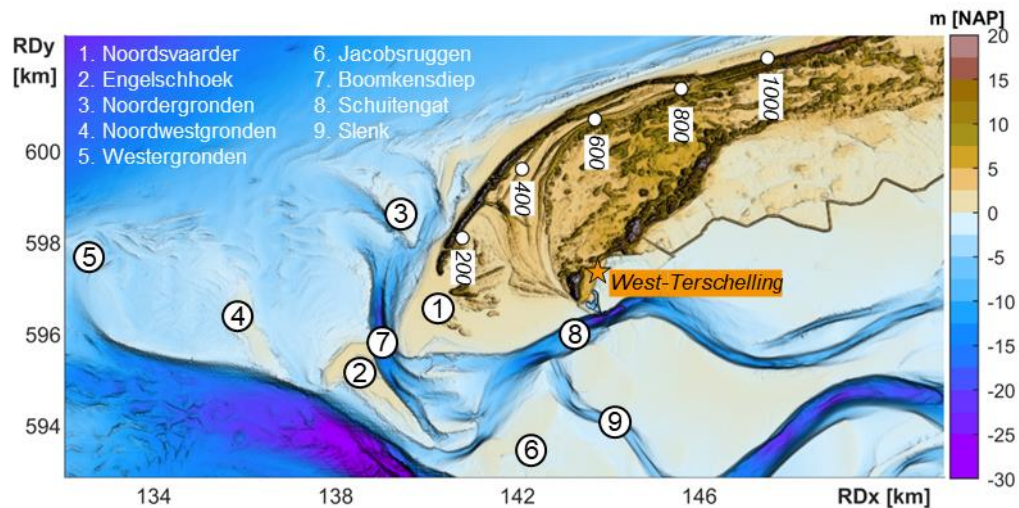 m [NAP]
RDy
[km]
1. Noordsvaarder
2. Engelschhoek
3. Noordergronden
4. Noordwestgronden
5. Westergronden
6. Jacobsruggen
7. Boomkensdiep
8. Schuitengat
9. Slenk
600
598
596
594
134
138
142
146
RDx [km]
20
15
10
5
0
-5
-10
-15
-20
-25
-30
1000
800
600
400
200
West-Terschelling
3
5
4
1
7
8
2
9
6